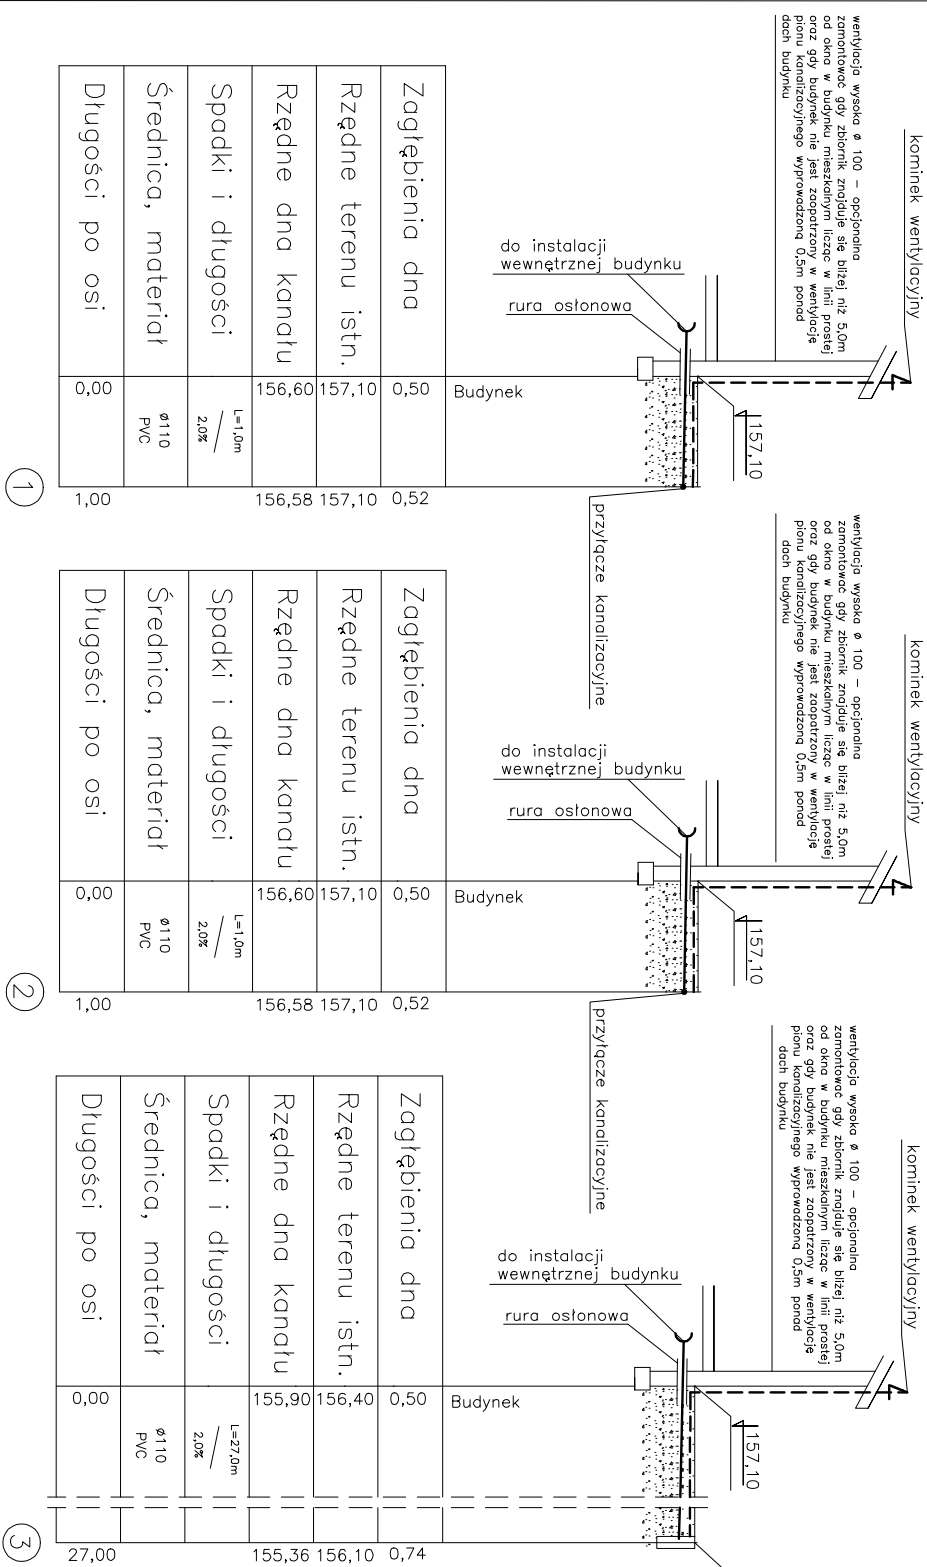 kominek wentylacyjny
wentylacja wysoka ø 100 – opcjonalna
zamontować gdy zbiornik znajduje się bliżej niż 5,0m
od okna w budynku mieszkalnym licząc w linii prostej
oraz gdy budynek nie jest zaopatrzony w wentylację
pionu kanalizacyjnego wyprowadzoną 0,5m ponad
dach budynku
157,10
do instalacji
wewnętrznej budynku
rura osłonowa
przyłącze kanalizacyjne
Budynek
Zagłębienia dna
0,50
0,52
Rzędne terenu istn.
157,10
157,10
Rzędne dna kanału
156,60
156,58
Spadki i długości
L=1,0m
2,0%
Średnica, materiał
ø110
PVC
Długości po osi
0,00
1,00
1
kominek wentylacyjny
wentylacja wysoka ø 100 – opcjonalna
zamontować gdy zbiornik znajduje się bliżej niż 5,0m
od okna w budynku mieszkalnym licząc w linii prostej
oraz gdy budynek nie jest zaopatrzony w wentylację
pionu kanalizacyjnego wyprowadzoną 0,5m ponad
dach budynku
157,10
do instalacji
wewnętrznej budynku
rura osłonowa
przyłącze kanalizacyjne
Budynek
Zagłębienia dna
0,50
0,52
Rzędne terenu istn.
157,10
157,10
Rzędne dna kanału
156,60
156,58
Spadki i długości
L=1,0m
2,0%
Średnica, materiał
ø110
PVC
Długości po osi
0,00
1,00
2
kominek wentylacyjny
wentylacja wysoka ø 100 – opcjonalna
zamontować gdy zbiornik znajduje się bliżej niż 5,0m
od okna w budynku mieszkalnym licząc w linii prostej
oraz gdy budynek nie jest zaopatrzony w wentylację
pionu kanalizacyjnego wyprowadzoną 0,5m ponad
dach budynku
157,10
do instalacji
wewnętrznej budynku
rura osłonowa
Budynek
Zagłębienia dna
0,50
0,74
Rzędne terenu istn.
156,40
156,10
Rzędne dna kanału
155,90
155,36
Spadki i długości
L=27,0m
2,0%
Średnica, materiał
ø110
PVC
Długości po osi
0,00
27,00
3